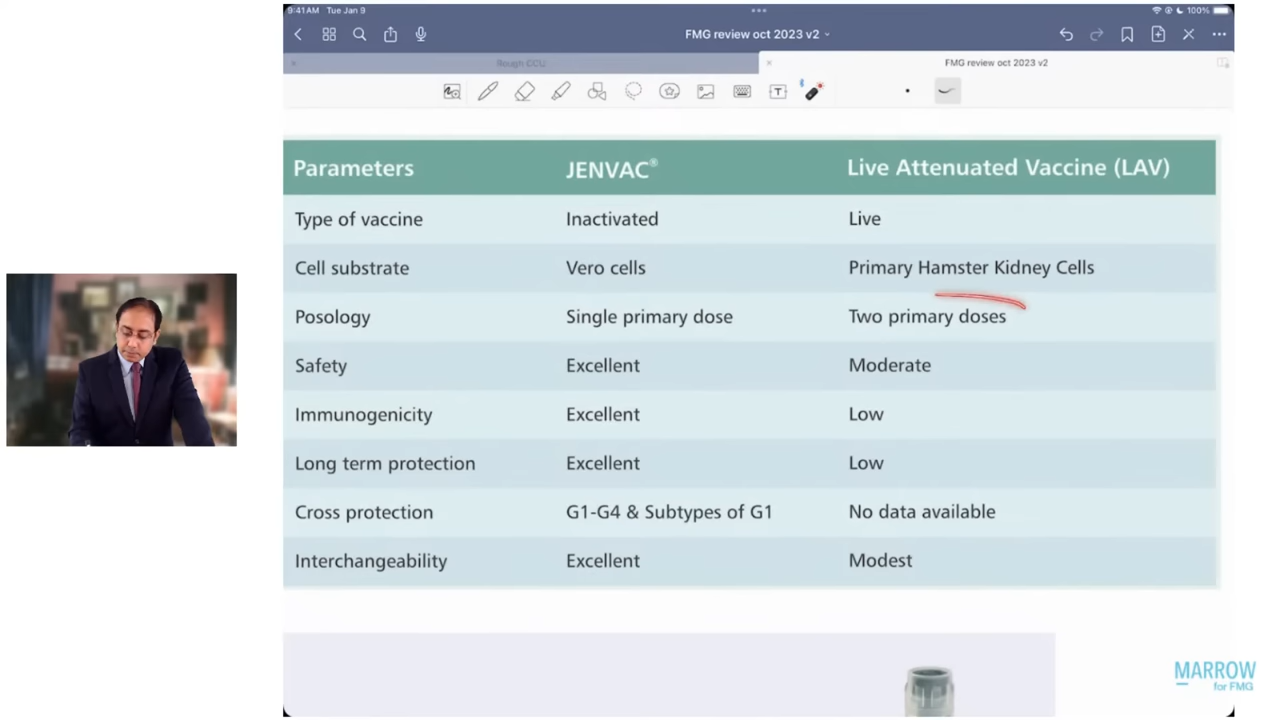 9:41 AM Tue Jan 9
100%
FMG review oct 2023 v2
Rough CCU
FMG review oct 2023 v2
T
Parameters JENVAC® Live Attenuated Vaccine (LAV)
Type of vaccine Inactivated Live
Cell substrate Vero cells Primary Hamster Kidney Cells
Posology Single primary dose Two primary doses
Safety Excellent Moderate
Immunogenicity Excellent Low
Long term protection Excellent Low
Cross protection G1-G4 & Subtypes of G1 No data available
Interchangeability Excellent Modest
MARROW
for FMG